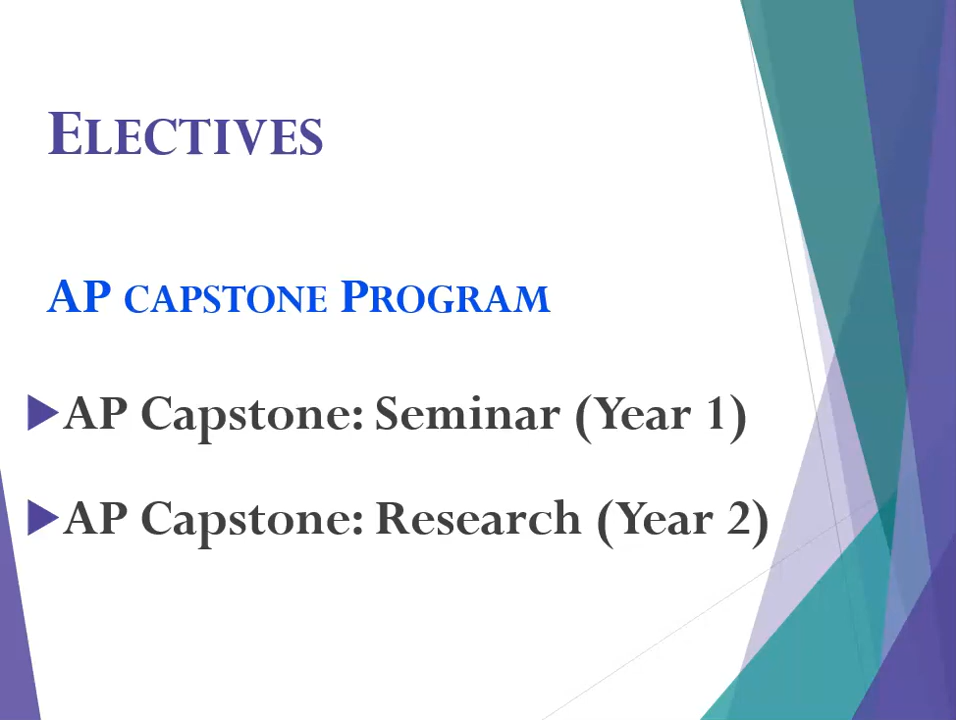 Electives
AP capstone Program
AP Capstone: Seminar (Year 1)
AP Capstone: Research (Year 2)